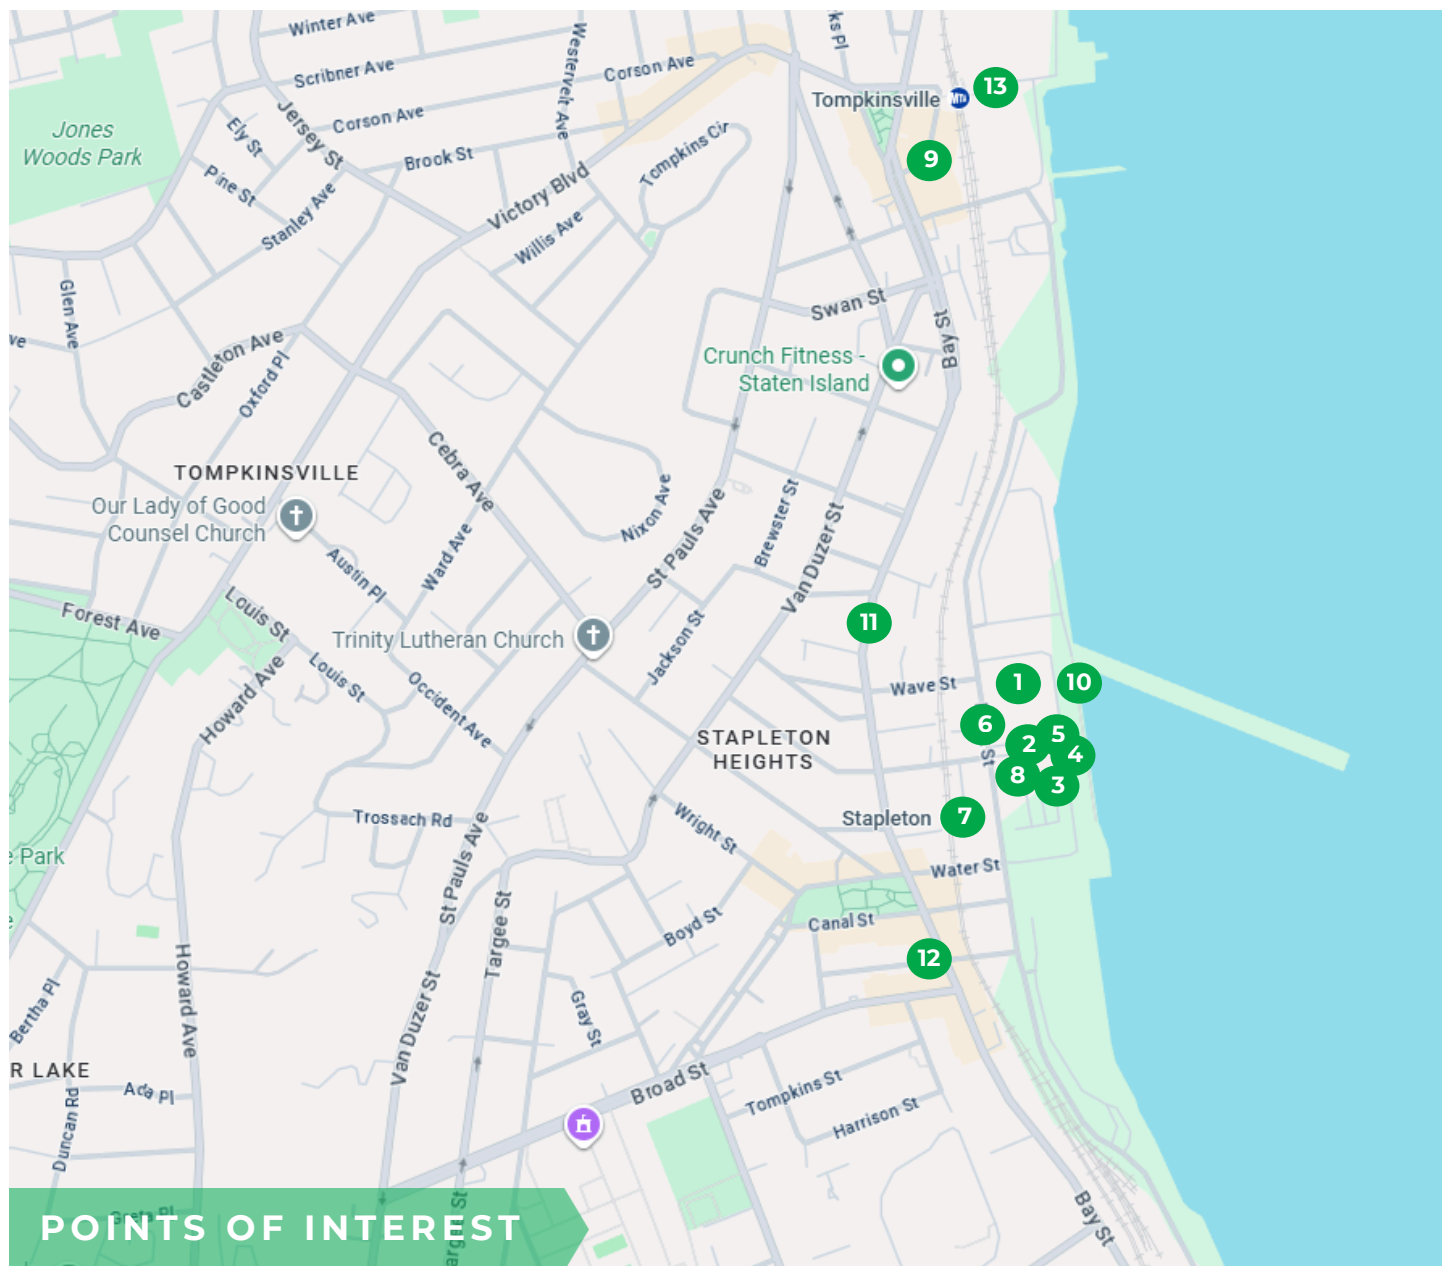 Winter Ave
Scribner Ave
Corson Ave
Westervelt Ave
Corson Ave
ks Pl
Tompkinsville
13
Jones
Woods Park
Ely St
Jersey St
Brook St
Tompkins Cir
9
Pine St
Stanley Ave
Victory Blvd
Willis Ave
Glen Ave
ve
Castleton Ave
Oxford Pl
Swan St
Bay St
Crunch Fitness -
Staten Island
TOMPKINSVILLE
Our Lady of Good
Counsel Church
Cebra Ave
Nixon Ave
St Pauls Ave
Brewster St
Van Duzer St
Austin Pl
Ward Ave
Forest Ave
Louis St
Trinity Lutheran Church
11
Jackson St
Howard Ave
Louis St
Occident Ave
Wave St
1
10
6
St
2
5
4
8
3
STAPLETON
HEIGHTS
Stapleton
7
Trossach Rd
Wright St
e Park
St Pauls Ave
Water St
Targee St
Boyd St
Canal St
12
Howard Ave
Bertha Pl
Van Duzer St
Gray St
R LAKE
Ada Pl
Duncan Rd
Broad St
Tompkins St
Harrison St
Greta Pl
Bay St
POINTS OF INTEREST